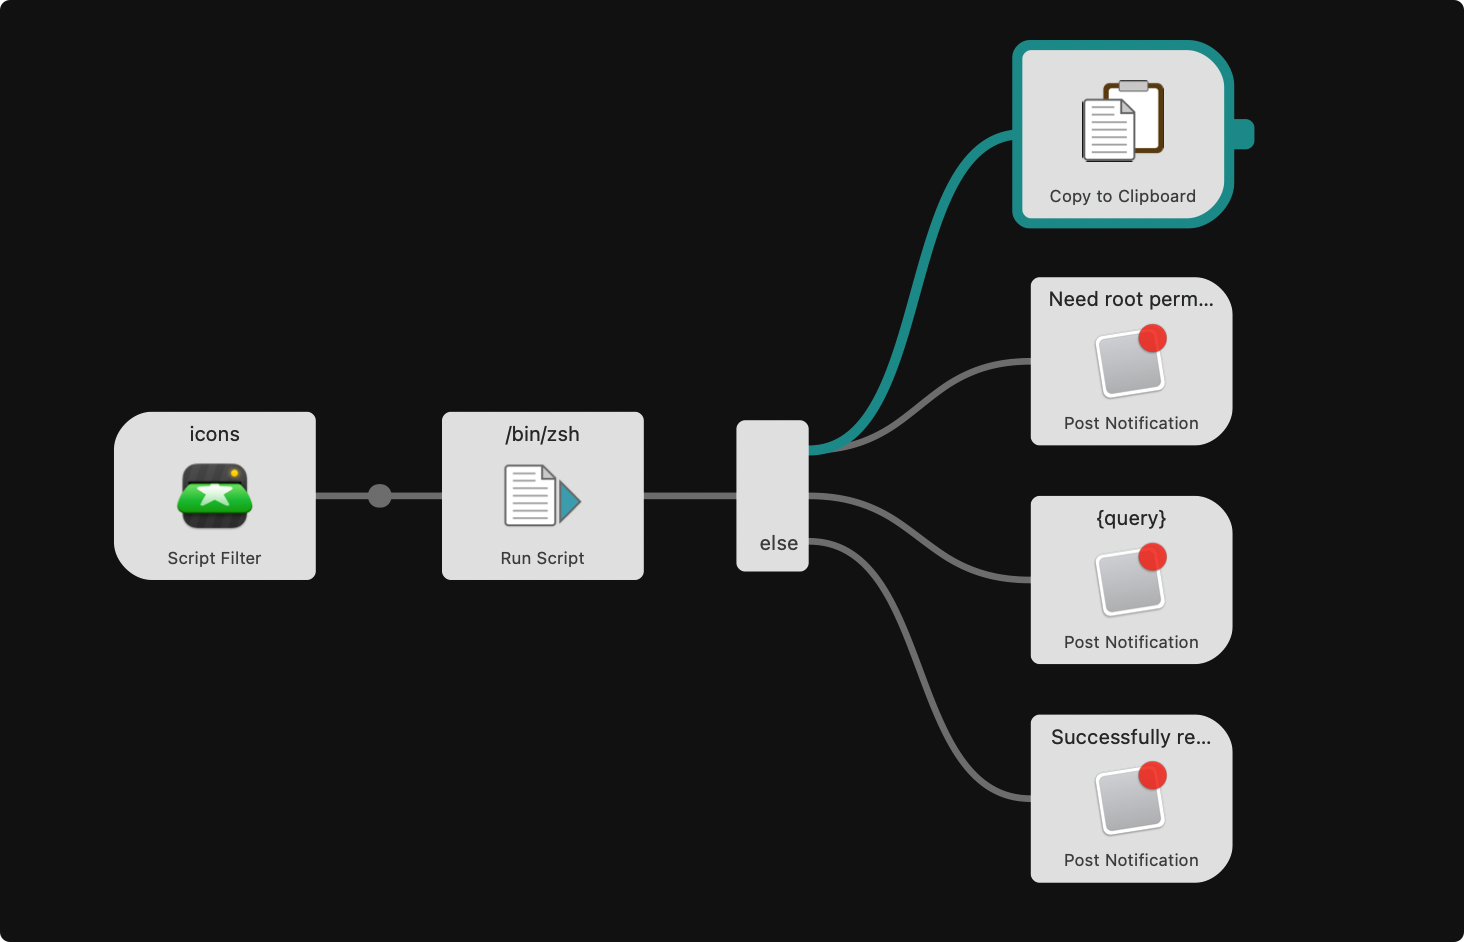 Copy to Clipboard
Need root perm...
Post Notification
icons
Script Filter
/bin/zsh
Run Script
else
{query}
Post Notification
Successfully re...
Post Notification